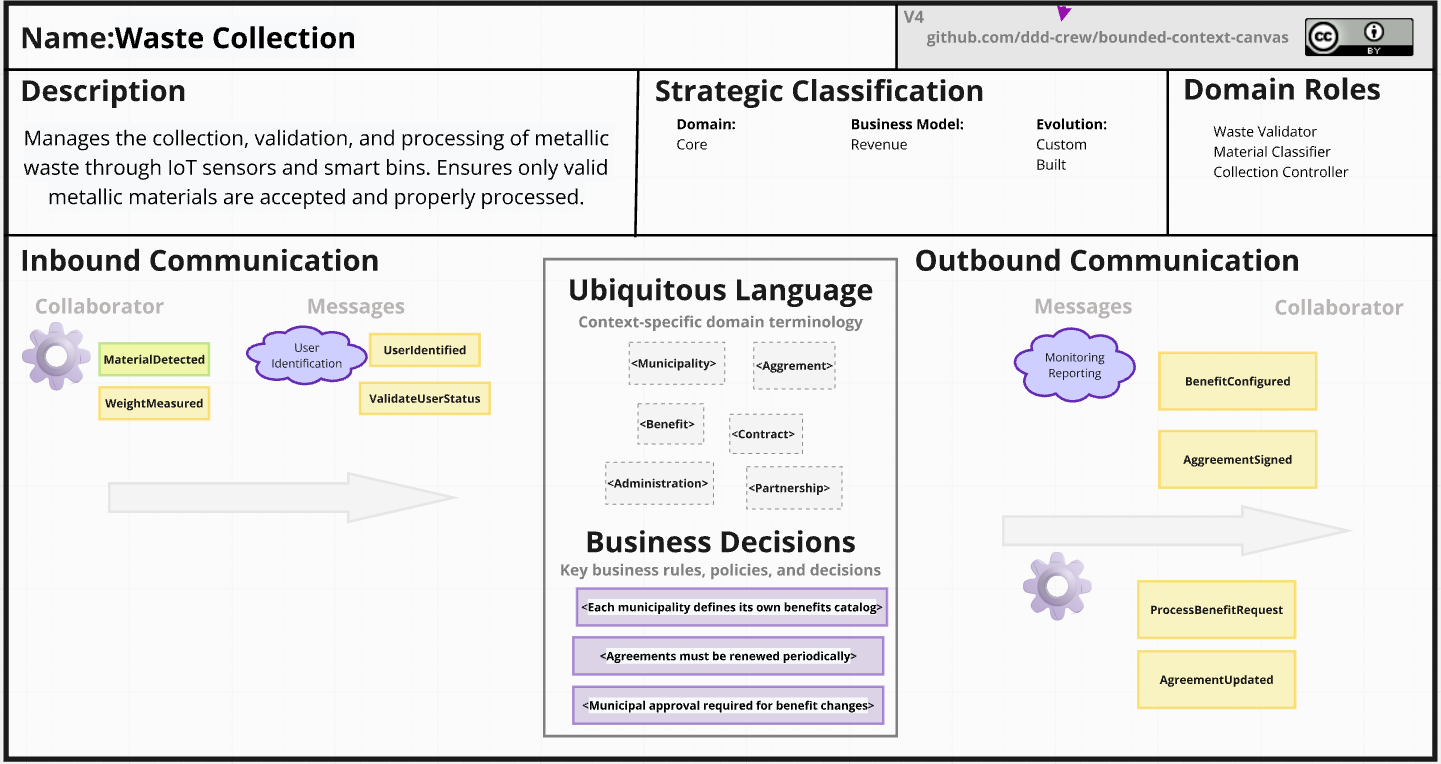 Name:Waste Collection
V4
github.com/ddd-crew/bounded-context-canvas
cc
BY
Description
Manages the collection, validation, and processing of metallic
waste through IoT sensors and smart bins. Ensures only valid
metallic materials are accepted and properly processed.
Strategic Classification
Domain:
Core
Business Model:
Revenue
Evolution:
Custom
Built
Domain Roles
Waste Validator
Material Classifier
Collection Controller
Inbound Communication
Collaborator
Messages
MaterialDetected
WeightMeasured
User
Identification
UserIdentified
ValidateUserStatus
Ubiquitous Language
Context-specific domain terminology
<Municipality>
<Aggrement>
<Benefit>
<Contract>
<Administration>
<Partnership>
Business Decisions
Key business rules, policies, and decisions
<Each municipality defines its own benefits catalog>
<Agreements must be renewed periodically>
<Municipal approval required for benefit changes>
Outbound Communication
Messages
Collaborator
Monitoring
Reporting
BenefitConfigured
AggreementSigned
ProcessBenefitRequest
AgreementUpdated